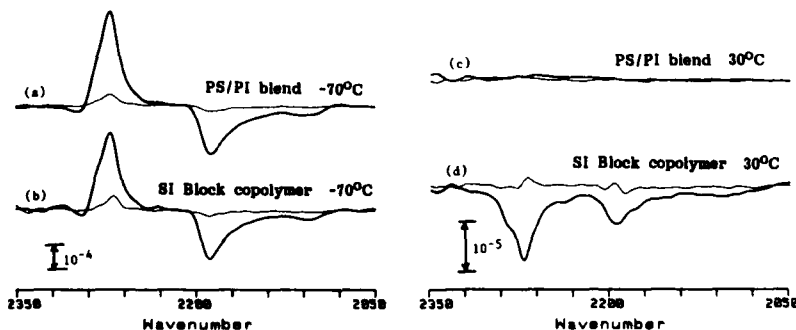 (a)
PS/PI blend -70°C
(b)
SI Block copolymer -70°C
10⁻⁴
2350 2200 2050
Wavenumber
(c)
PS/PI blend 30°C
(d)
SI Block copolymer 30°C
10⁻⁵
2350 2200 2050
Wavenumber